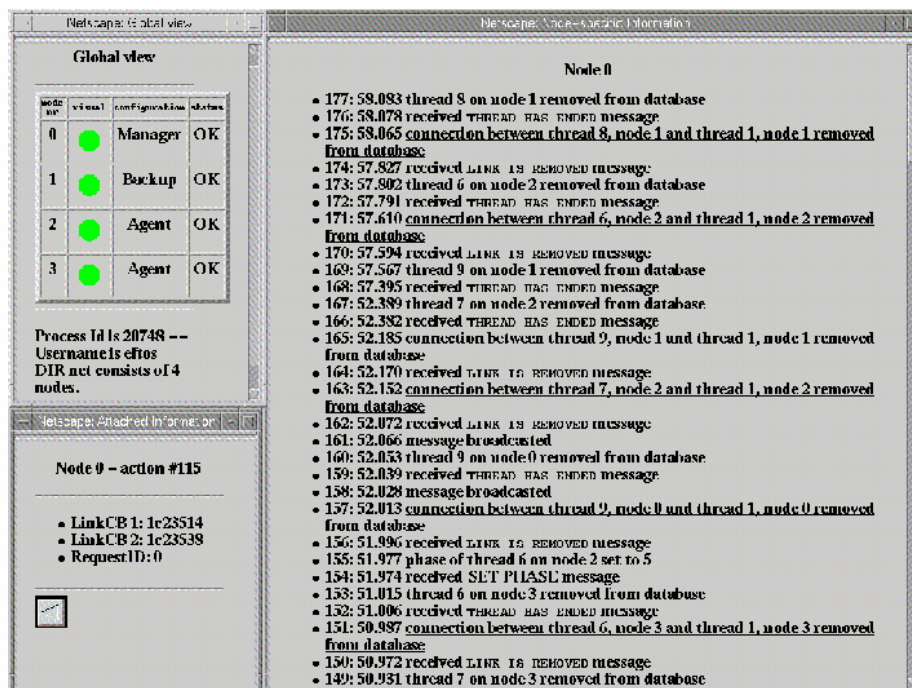 Netscape: Global view
Global view
node nr visual configuration status
0 Manager OK
1 Backup OK
2 Agent OK
3 Agent OK
Process Id is 20748 --
Username is eftos
DIR net consists of 4
nodes.
Netscape: Attached Information
Node 0 - action #115
LinkCB 1: 1c23514
LinkCB 2: 1c23538
RequestID: 0
Netscape: Node-specific Information
Node 0
177: 58.083 thread 8 on node 1 removed from database
176: 58.078 received THREAD HAS ENDED message
175: 58.065 connection between thread 8, node 1 and thread 1, node 1 removed
from database
174: 57.827 received LINK IS REMOVED message
173: 57.802 thread 6 on node 2 removed from database
172: 57.791 received THREAD HAS ENDED message
171: 57.610 connection between thread 6, node 2 and thread 1, node 2 removed
from database
170: 57.594 received LINK IS REMOVED message
169: 57.567 thread 9 on node 1 removed from database
168: 57.395 received THREAD HAS ENDED message
167: 52.389 thread 7 on node 2 removed from database
166: 52.382 received THREAD HAS ENDED message
165: 52.185 connection between thread 9, node 1 and thread 1, node 1 removed
from database
164: 52.170 received LINK IS REMOVED message
163: 52.152 connection between thread 7, node 2 and thread 1, node 2 removed
from database
162: 52.072 received LINK IS REMOVED message
161: 52.066 message broadcasted
160: 52.053 thread 9 on node 0 removed from database
159: 52.039 received THREAD HAS ENDED message
158: 52.028 message broadcasted
157: 52.013 connection between thread 9, node 0 and thread 1, node 0 removed
from database
156: 51.996 received LINK IS REMOVED message
155: 51.977 phase of thread 6 on node 2 set to 5
154: 51.974 received SET PHASE message
153: 51.015 thread 6 on node 3 removed from database
152: 51.006 received THREAD HAS ENDED message
151: 50.987 connection between thread 6, node 3 and thread 1, node 3 removed
from database
150: 50.972 received LINK IS REMOVED message
149: 50.931 thread 7 on node 3 removed from database